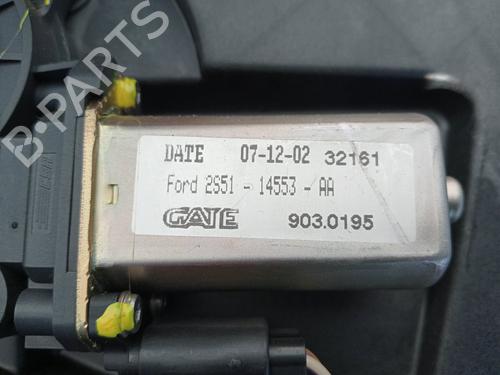 B-PARTS
DATE 07-12-02 32161
Ford 2S51 - 14553 - AA
GATE 903.0195